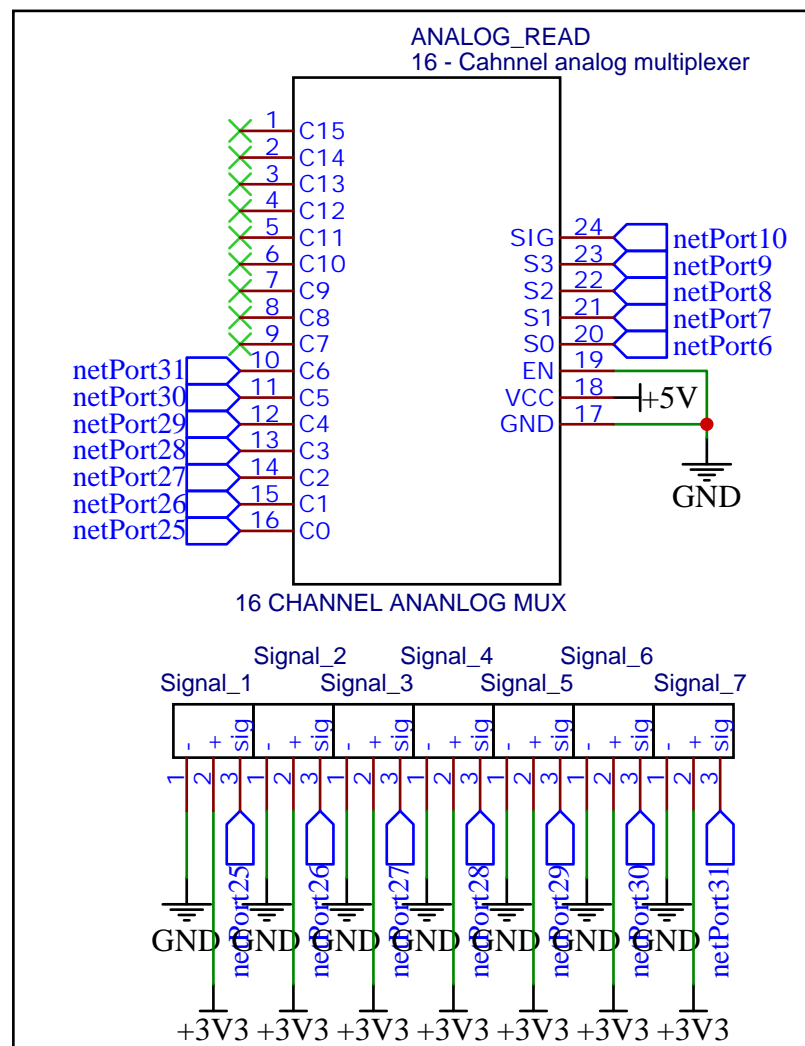 ANALOG_READ
16 - Cahnnel analog multiplexer
1 C15
2 C14
3 C13
4 C12
5 C11
6 C10
7 C9
8 C8
9 C7
netPort31 10 C6
netPort30 11 C5
netPort29 12 C4
netPort28 13 C3
netPort27 14 C2
netPort26 15 C1
netPort25 16 C0
SIG 24 netPort10
S3 23 netPort9
S2 22 netPort8
S1 21 netPort7
S0 20 netPort6
EN 19
VCC 18 +5V
GND 17
GND
16 CHANNEL ANANLOG MUX
Signal_2 Signal_4 Signal_6
Signal_1 Signal_3 Signal_5 Signal_7
- + sig - + sig - + sig - + sig - + sig - + sig - + sig
1 2 3 1 2 3 1 2 3 1 2 3 1 2 3 1 2 3 1 2 3
netPort25 netPort26 netPort27 netPort28 netPort29 netPort30 netPort31
GND GND GND GND GND GND GND
+3V3 +3V3 +3V3 +3V3 +3V3 +3V3 +3V3